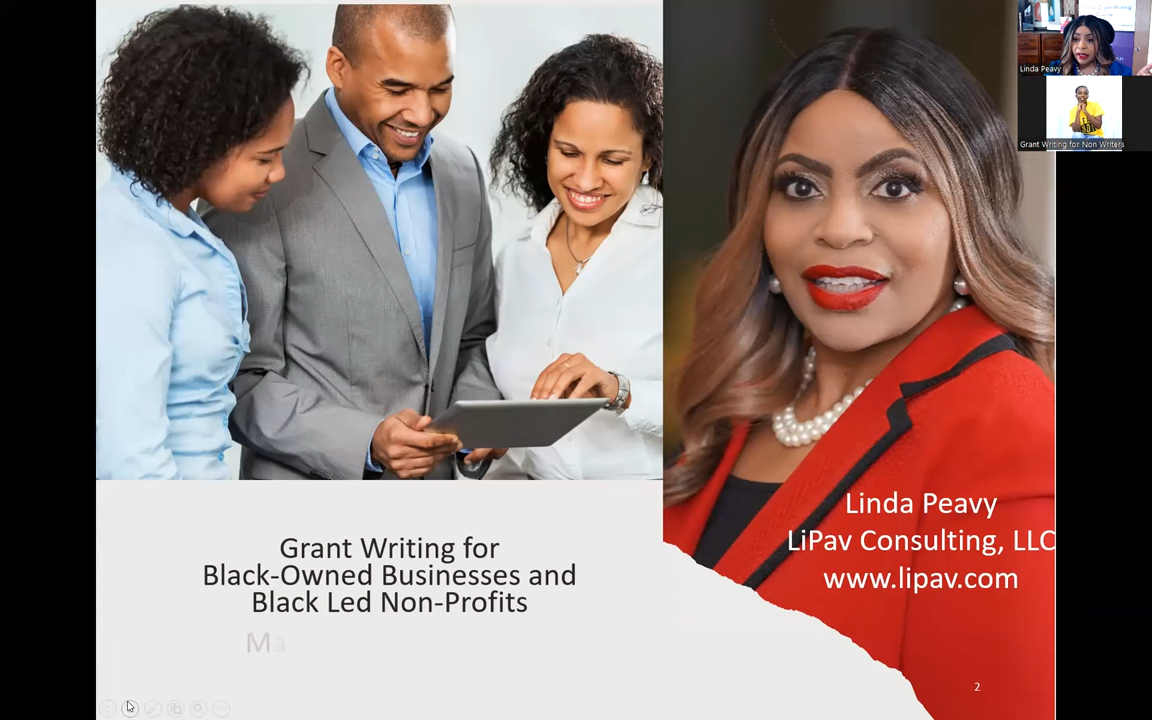 Grant Writing for
Black-Owned Businesses and
Black Led Non-Profits
Ma
Linda Peavy
LiPav Consulting, LLC
www.lipav.com
2
Linda Peavy
Grant Writing for Non Writers